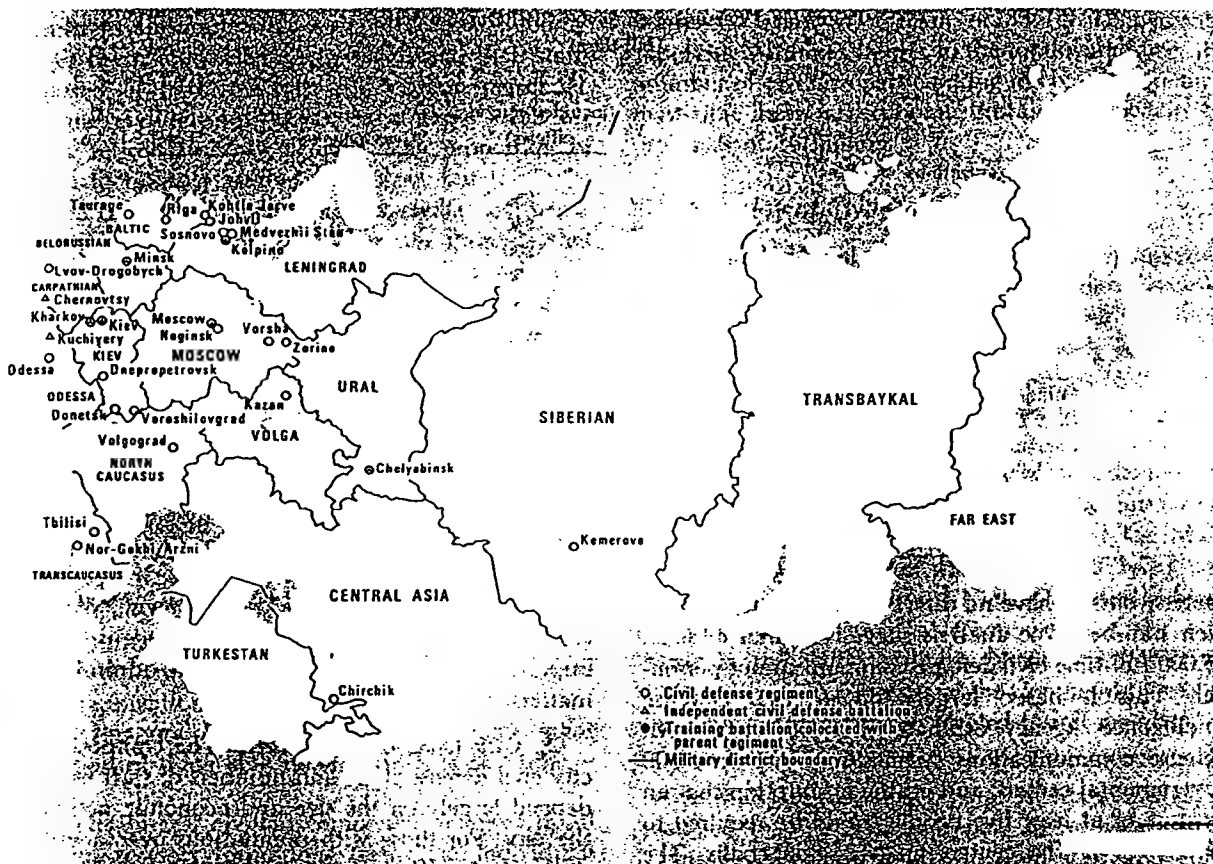 Taurage
Riga
Kohtla Jarve
Johvi
BALTIC
Sosnovo
Medvezhii Stan
Kolpino
BELORUSSIAN
Minsk
Lvov-Drogobych
LENINGRAD
CARPATHIAN
Chernovtsy
Kharkov
Kiev
Moscow
Noginsk
Vorsha
Zorino
Kuchivery
KIEV
MOSCOW
Odessa
Dnepropetrovsk
URAL
ODESSA
Donetsk
Voroshilovgrad
Kazan
VOLGA
SIBERIAN
TRANSBAYKAL
Volgograd
NORTH
CAUCASUS
Chelyabinsk
Tbilisi
Nor-Gekhi/Arzni
TRANSCAUCASUS
Kemerovo
FAR EAST
CENTRAL ASIA
TURKESTAN
Chirchik
Civil defense regiment
Independent civil defense battalion
Training battalion colocated with
parent regiment
Military district boundary